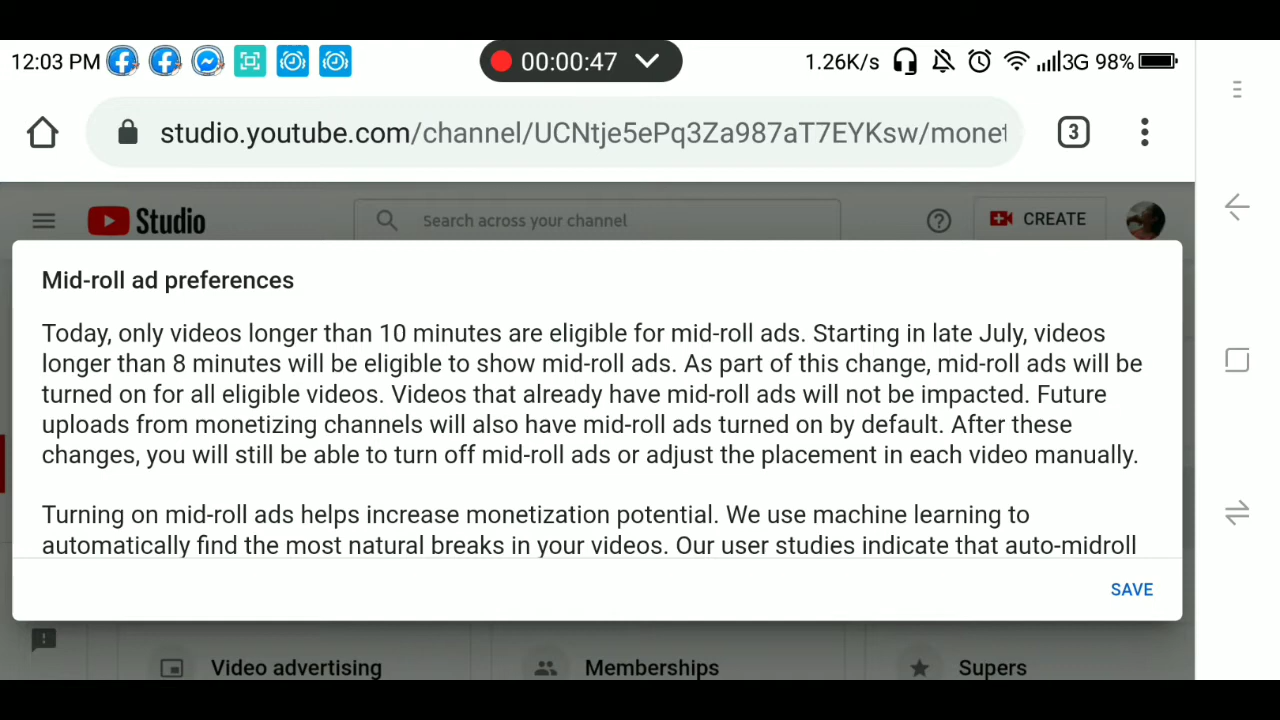 12:03 PM
00:00:47
1.26K/s
3G 98%
studio.youtube.com/channel/UCNtje5ePq3Za987aT7EYKsw/monet
3
Studio
Search across your channel
CREATE
Mid-roll ad preferences
Today, only videos longer than 10 minutes are eligible for mid-roll ads. Starting in late July, videos
longer than 8 minutes will be eligible to show mid-roll ads. As part of this change, mid-roll ads will be
turned on for all eligible videos. Videos that already have mid-roll ads will not be impacted. Future
uploads from monetizing channels will also have mid-roll ads turned on by default. After these
changes, you will still be able to turn off mid-roll ads or adjust the placement in each video manually.
Turning on mid-roll ads helps increase monetization potential. We use machine learning to
automatically find the most natural breaks in your videos. Our user studies indicate that auto-midroll
SAVE
Video advertising
Memberships
Supers